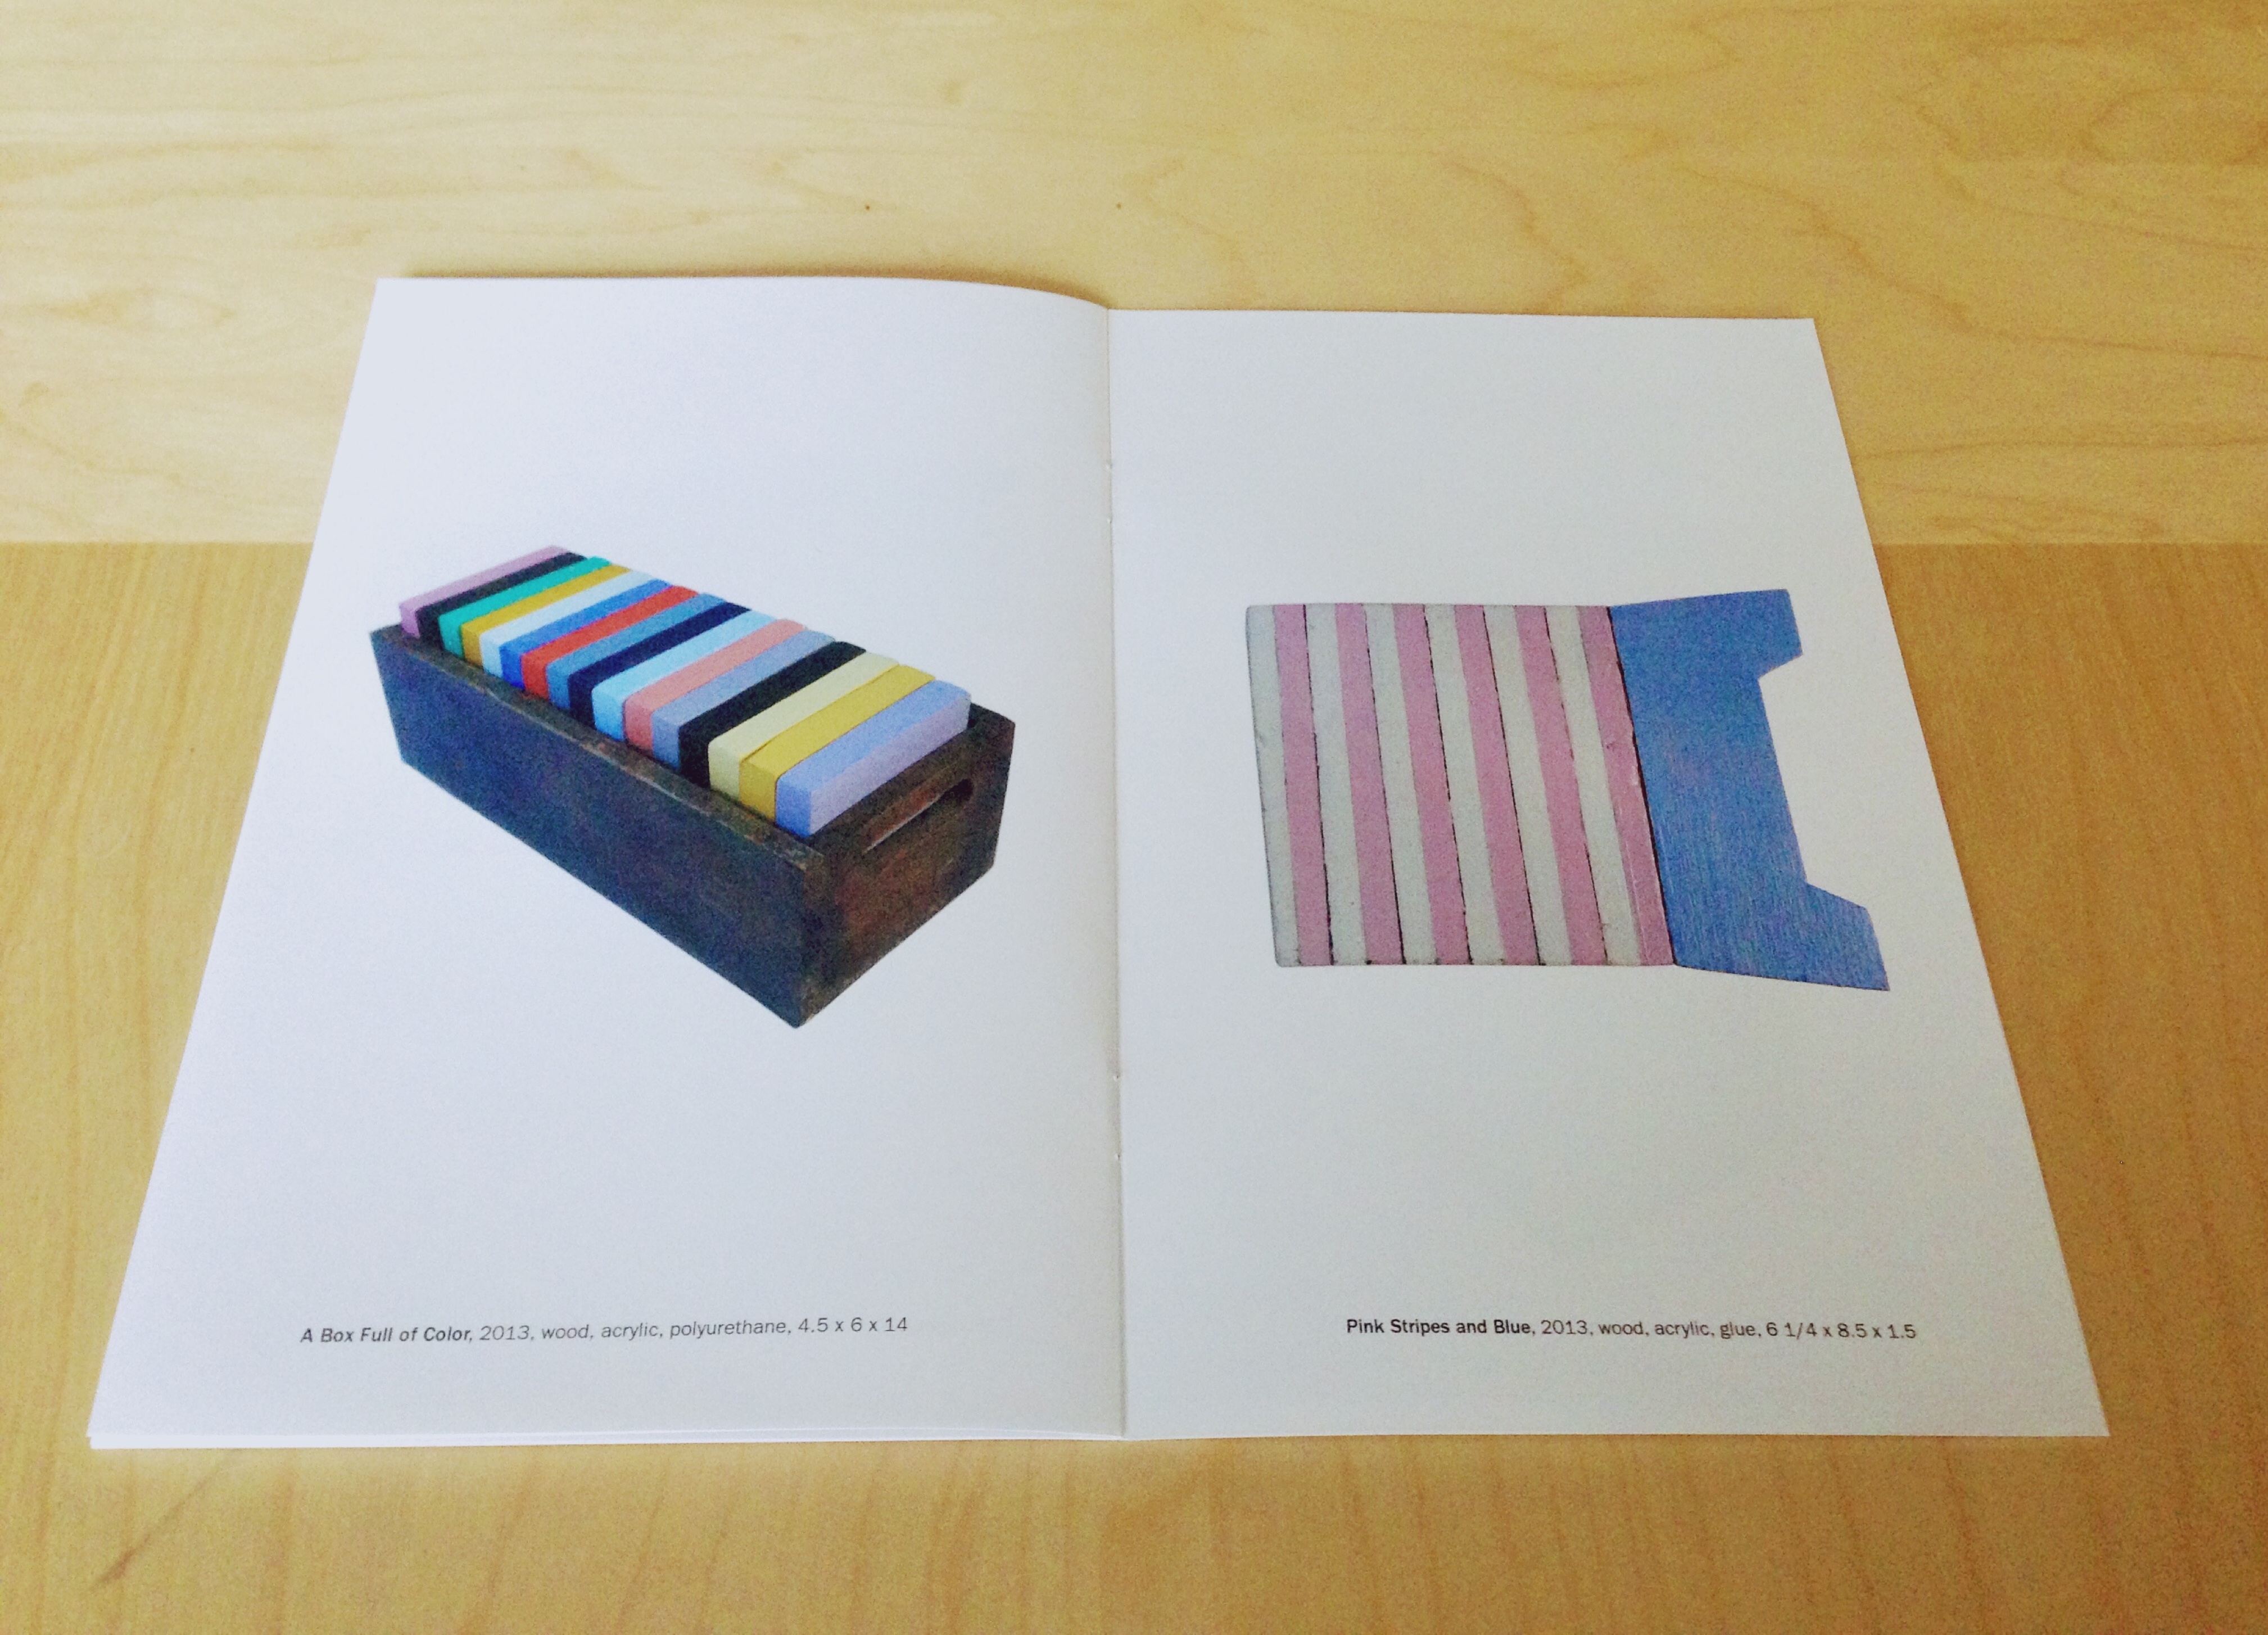 A Box Full of Color, 2013, wood, acrylic, polyurethane, 4.5 x 6 x 14
Pink Stripes and Blue, 2013, wood, acrylic, glue, 6 1/4 x 8.5 x 1.5